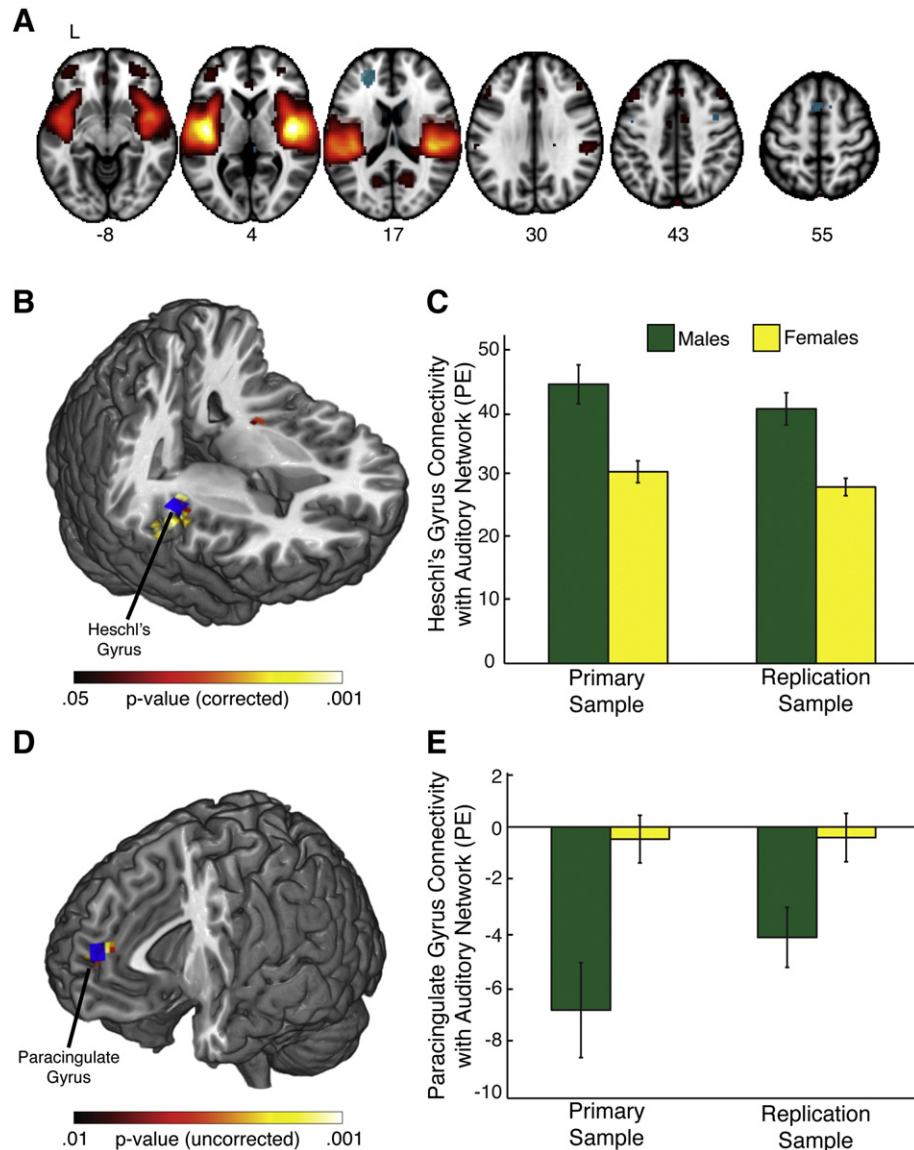 A
L
-8 4 17 30 43 55
B
Heschl's
Gyrus
.05 p-value (corrected) .001
C
Males Females
Heschl's Gyrus Connectivity
with Auditory Network (PE)
50
40
30
20
10
0
Primary
Sample
Replication
Sample
D
Paracingulate
Gyrus
.01 p-value (uncorrected) .001
E
Paracingulate Gyrus Connectivity
with Auditory Network (PE)
2
0
-2
-4
-6
-8
-10
Primary
Sample
Replication
Sample